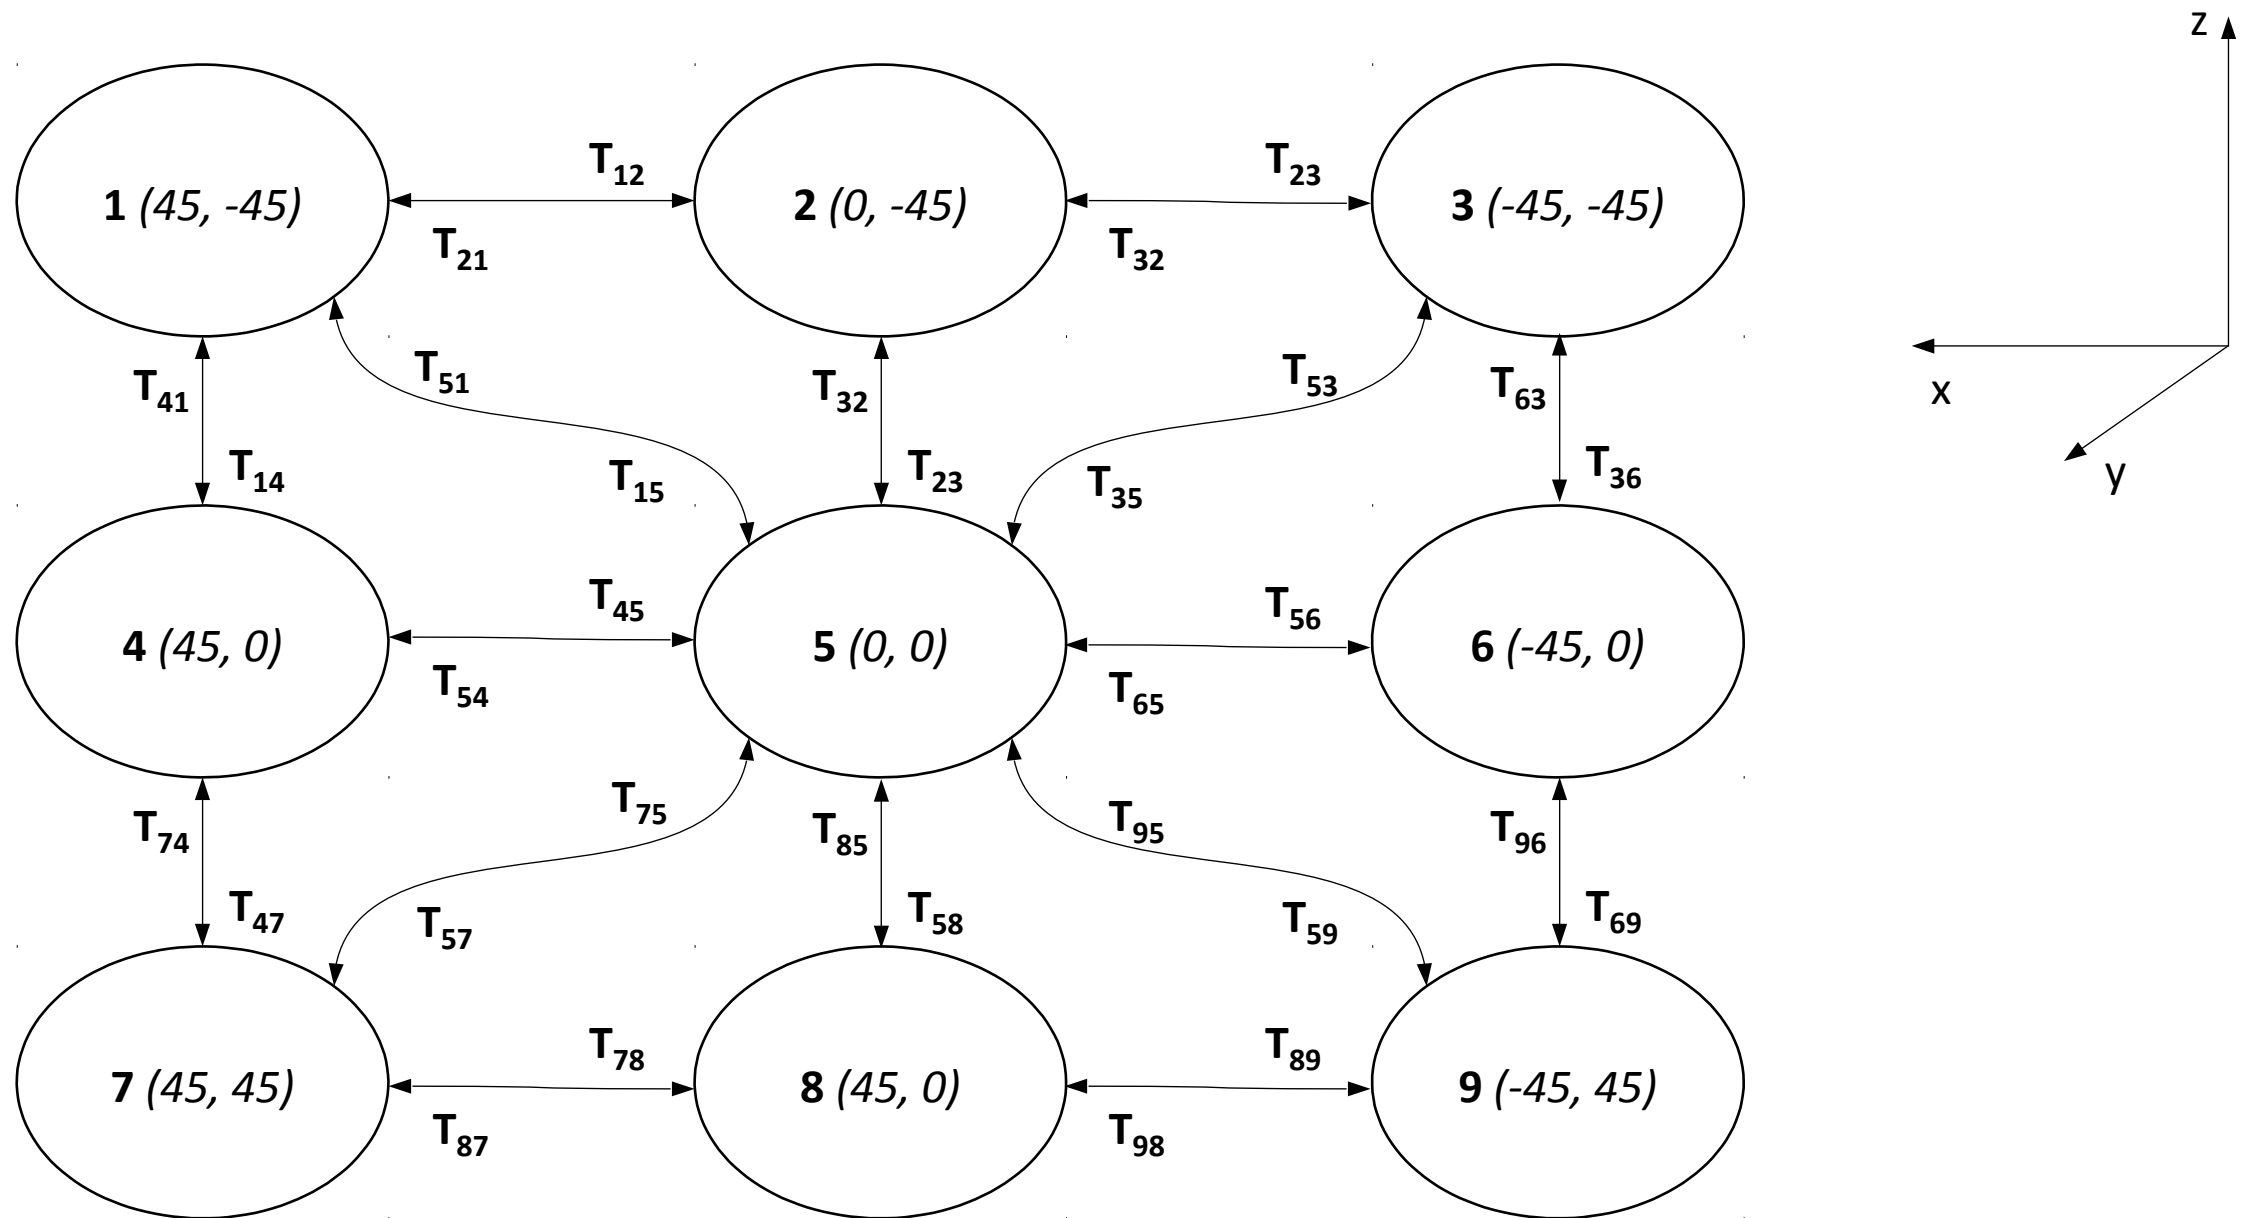 z
T12
T23
1 (45, -45)
2 (0, -45)
3 (-45, -45)
T21
T32
T51
T53
T41
T32
T63
x
T14
T15
T23
T35
T36
y
T45
T56
4 (45, 0)
5 (0, 0)
6 (-45, 0)
T54
T65
T75
T95
T74
T85
T96
T47
T57
T58
T59
T69
T78
T89
7 (45, 45)
8 (45, 0)
9 (-45, 45)
T87
T98